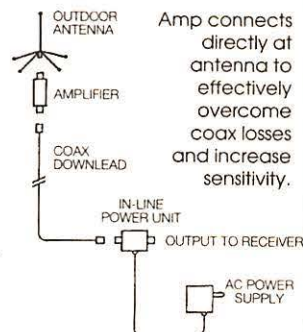 OUTDOOR
ANTENNA
Amp connects
directly at
antenna to
effectively
overcome
coax losses
and increase
sensitivity.
AMPLIFIER
COAX
DOWNLEAD
IN-LINE
POWER UNIT
OUTPUT TO RECEIVER
AC POWER
SUPPLY